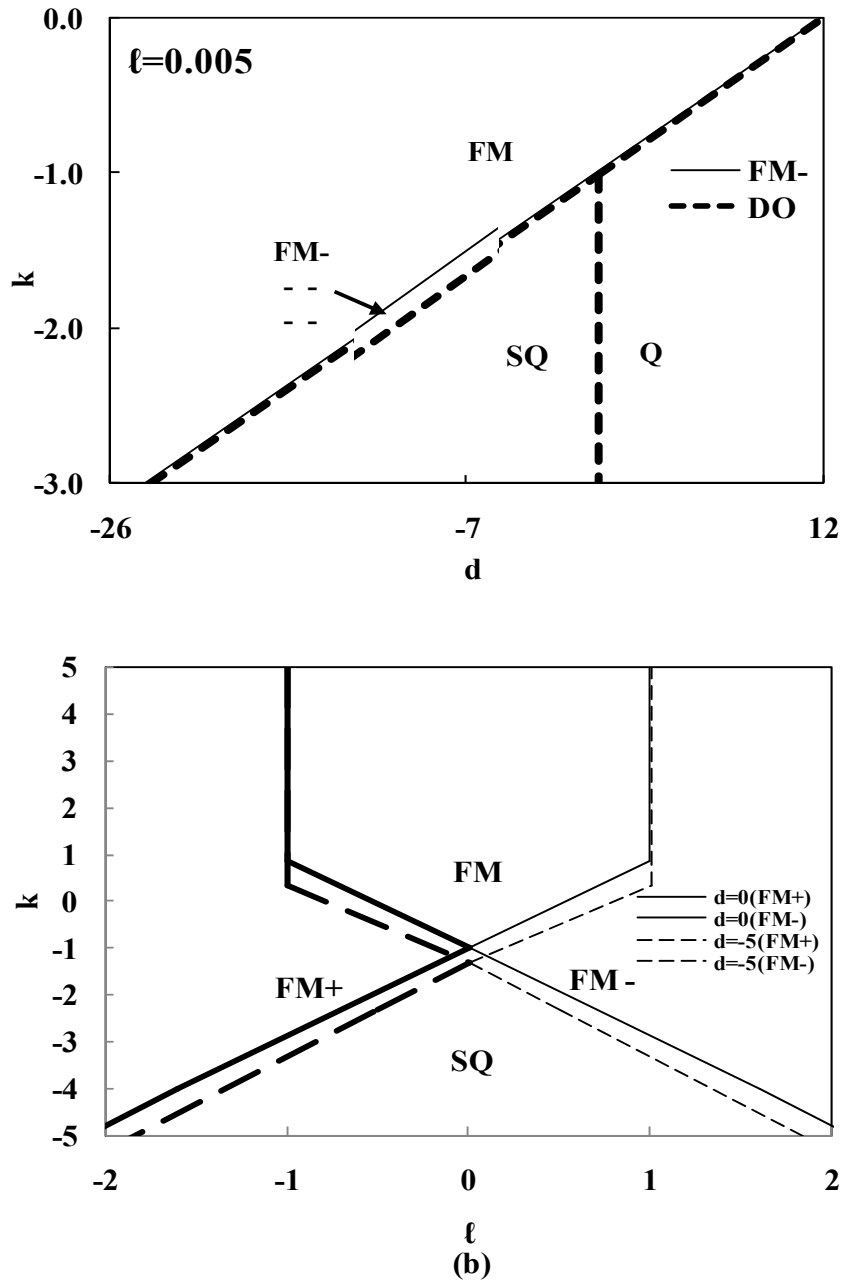 0.0
ℓ=0.005
FM
-1.0
FM-
DO
FM-
k
-2.0
SQ
Q
-3.0
-26
-7
12
d
5
4
3
2
1
FM
k
0
d=0(FM+)
d=0(FM-)
-1
d=-5(FM+)
FM+
FM -
d=-5(FM-)
-2
-3
SQ
-4
-5
-2
-1
0
1
2
ℓ
(b)